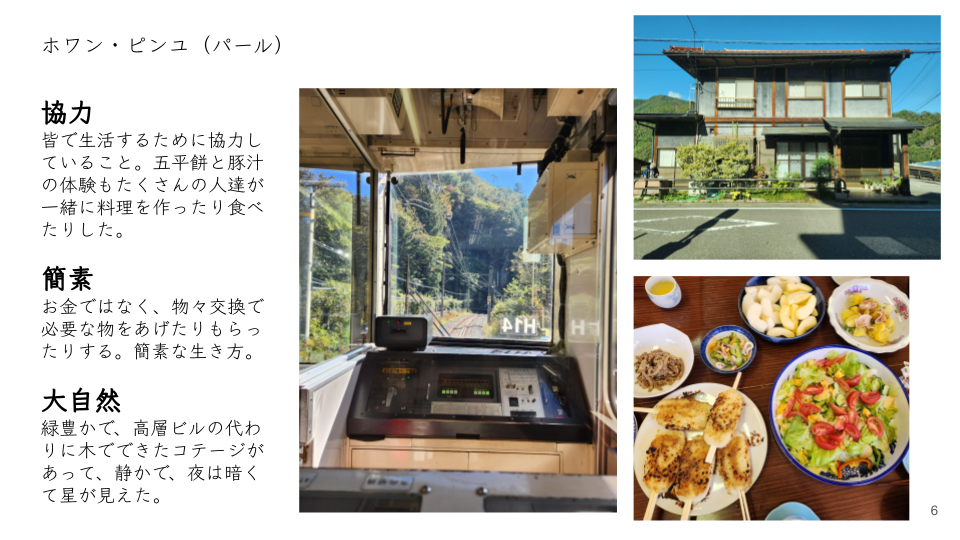 ホワン・ピンユ（パール）
協力
皆で生活するために協力し
ていること。五平餅と豚汁
の体験もたくさんの人達が
一緒に料理を作ったり食べ
たりした。
簡素
お金ではなく、物々交換で
必要な物をあげたりもらっ
たりする。簡素な生き方。
大自然
緑豊かで、高層ビルの代わ
りに木でできたコテージが
あって、静かで、夜は暗く
て星が見えた。
H14
6